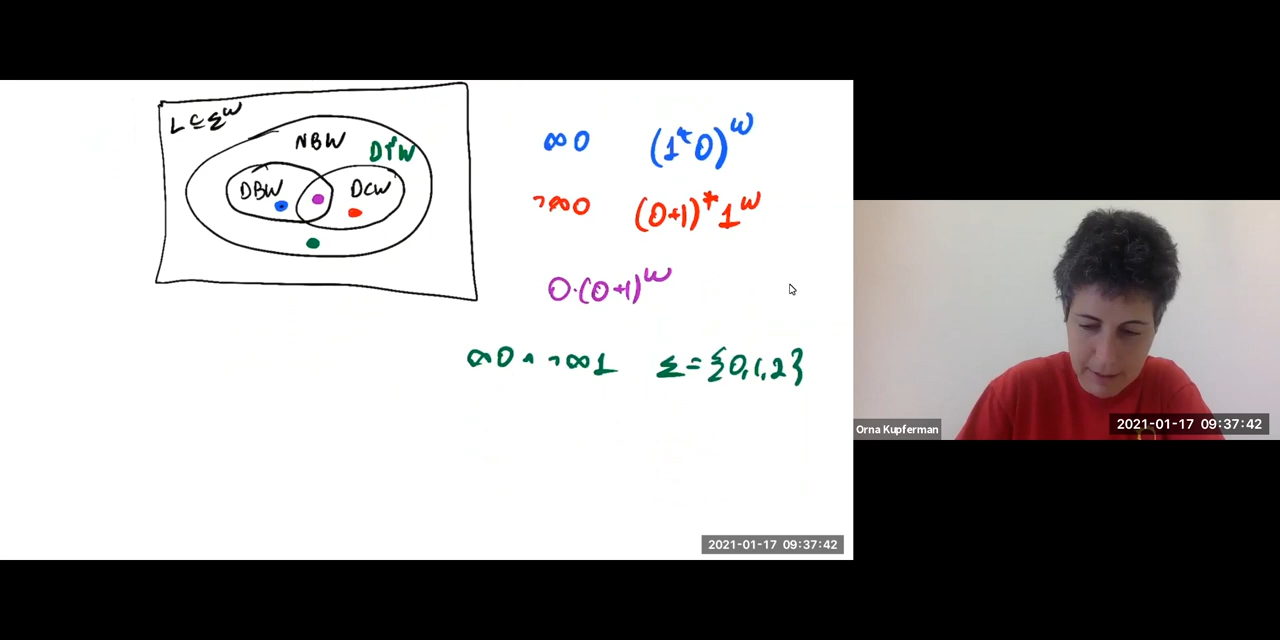 L ⊆ Σ^ω
NBW
DPW
DBW
DCW
∞0 (1*0)^ω
¬∞0 (0+1)*1^ω
0·(0+1)^ω
∞0 ∧ ¬∞1 Σ={0,1,2}
Orna Kupferman
2021-01-17 09:37:42
2021-01-17 09:37:42